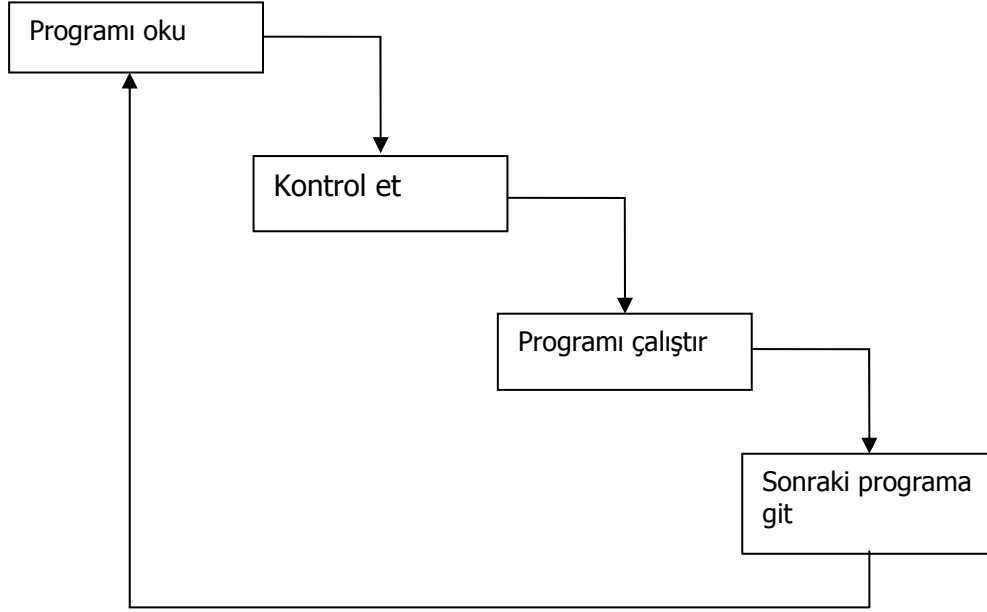 Programı oku
Kontrol et
Programı çalıştır
Sonraki programa
git